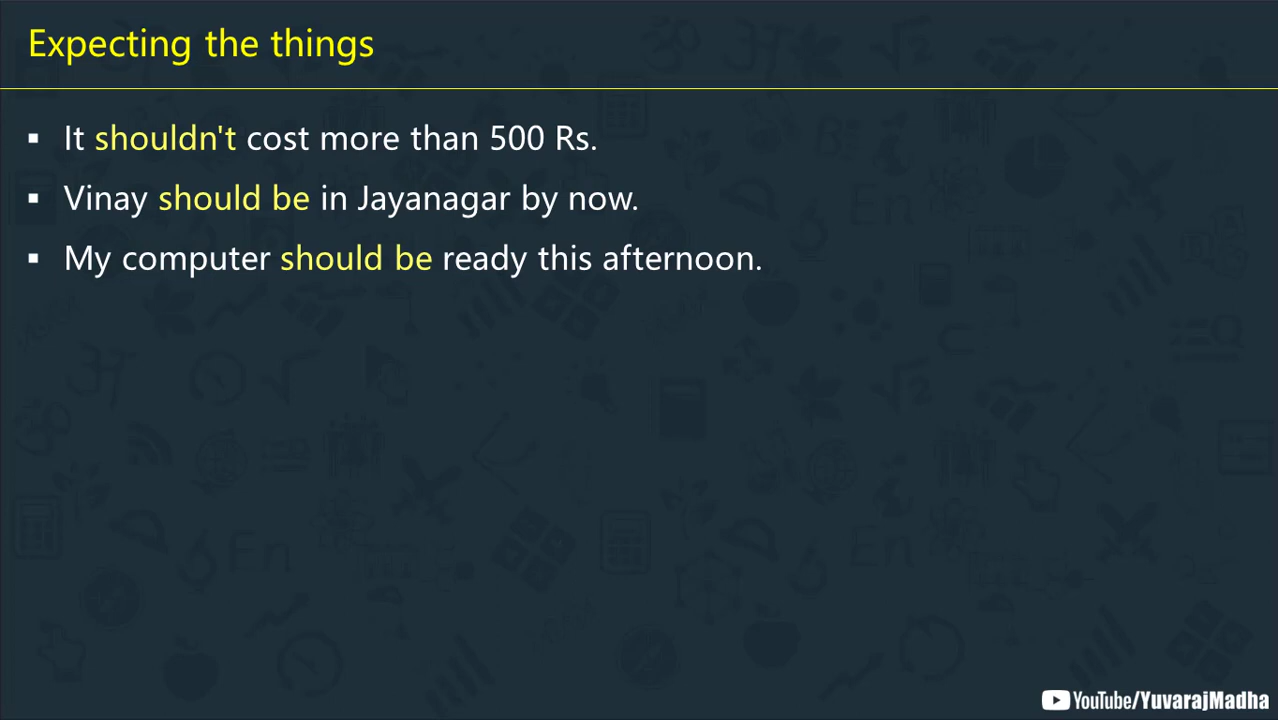 Expecting the things
▪ It shouldn't cost more than 500 Rs.
▪ Vinay should be in Jayanagar by now.
▪ My computer should be ready this afternoon.
YouTube/YuvarajMadha